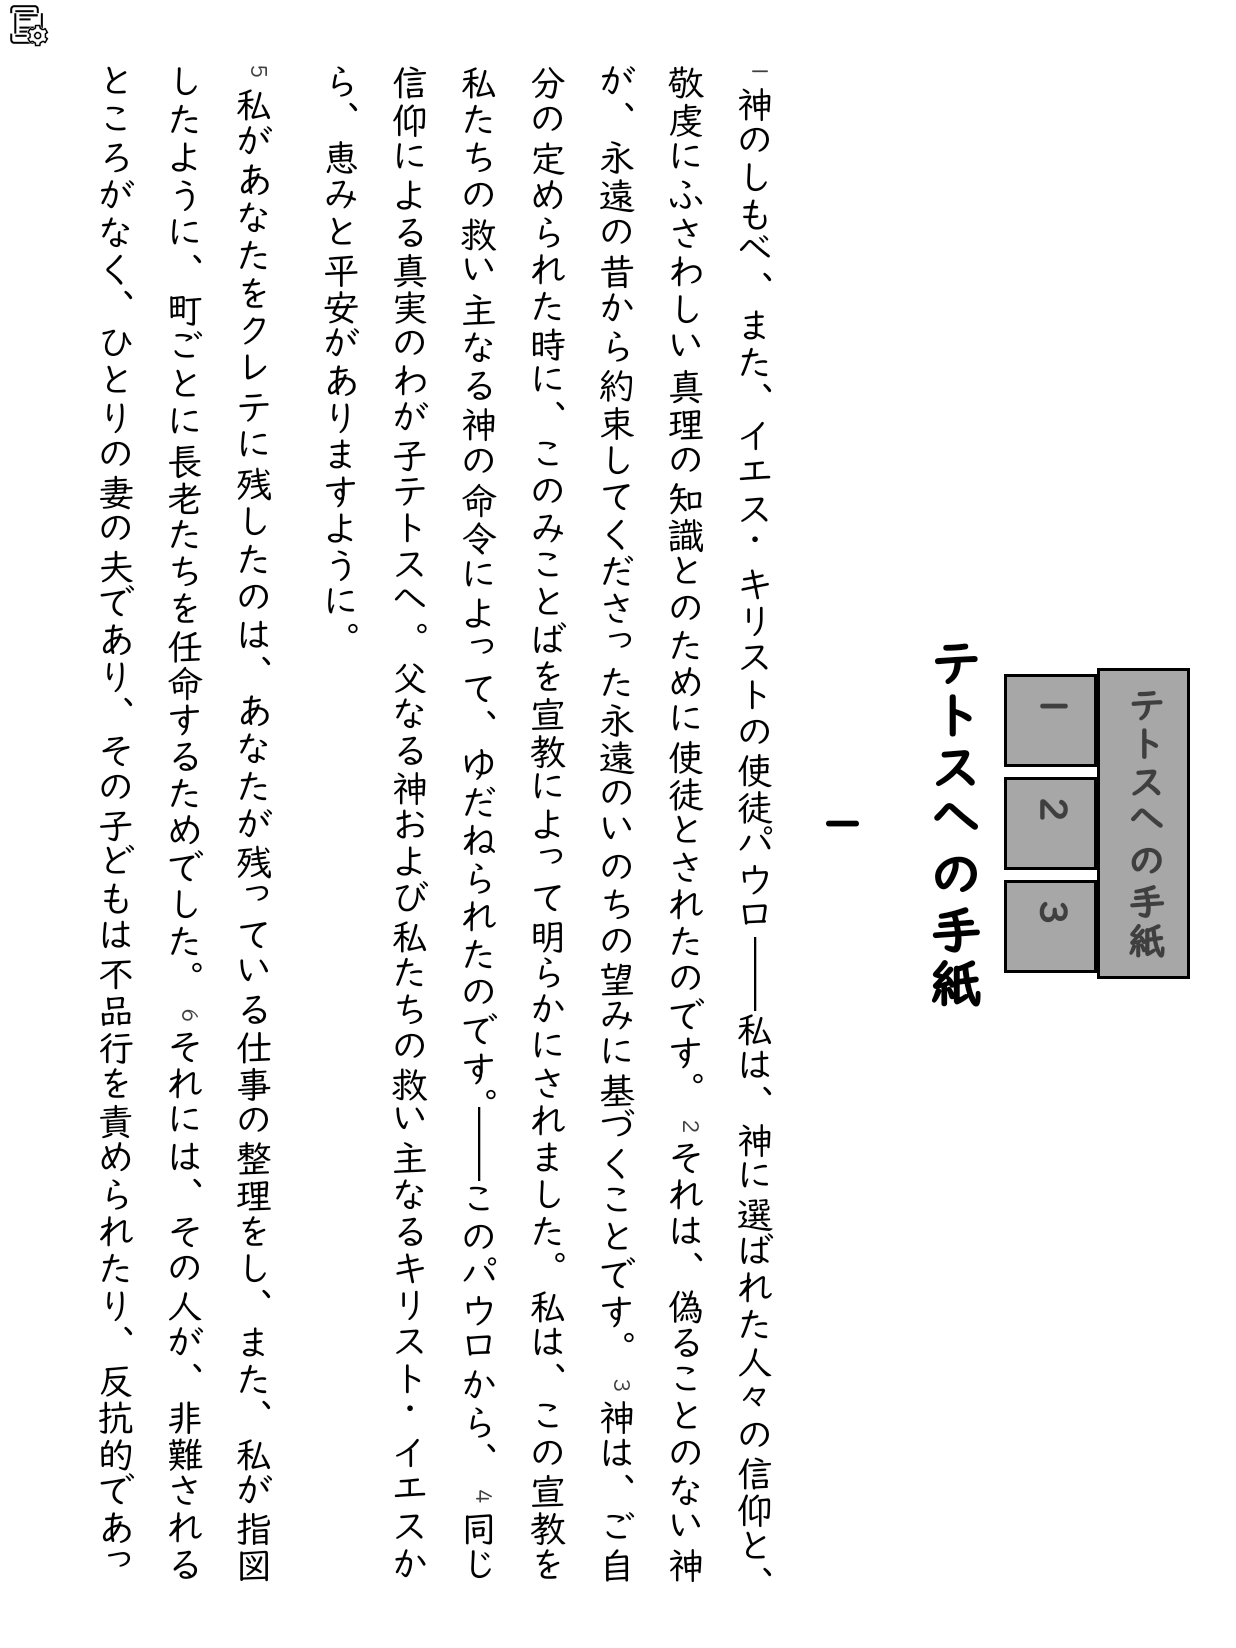 テトスへの手紙
1
2
3
テトスへの手紙
1
1 神のしもべ、また、イエス・キリストの使徒パウロ――私は、神に選ばれた人々の信仰と、
敬虔にふさわしい真理の知識とのために使徒とされたのです。 2 それは、偽ることのない神
が、永遠の昔から約束してくださった永遠のいのちの望みに基づくことです。 3 神は、ご自
分の定められた時に、このみことばを宣教によって明らかにされました。私は、この宣教を
私たちの救い主なる神の命令によって、ゆだねられたのです。――このパウロから、 4 同じ
信仰による真実のわが子テトスへ。父なる神および私たちの救い主なるキリスト・イエスか
ら、恵みと平安がありますように。
5 私があなたをクレテに残したのは、あなたが残っている仕事の整理をし、また、私が指図
したように、町ごとに長老たちを任命するためでした。 6 それには、その人が、非難される
ところがなく、ひとりの妻の夫であり、その子どもは不品行を責められたり、反抗的であっ